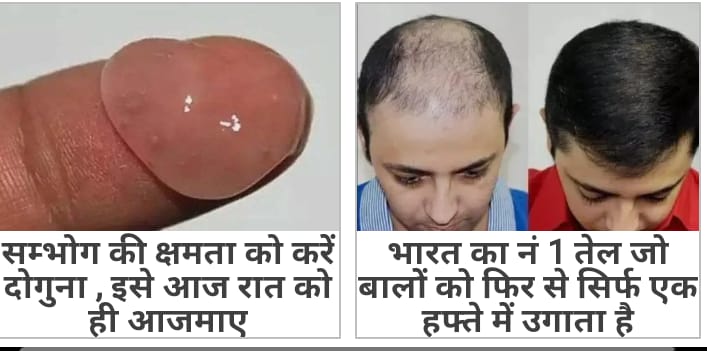 सम्भोग की क्षमता को करें
दोगुना , इसे आज रात को
ही आजमाए
भारत का नं 1 तेल जो
बालों को फिर से सिर्फ एक
हफ्ते में उगाता है